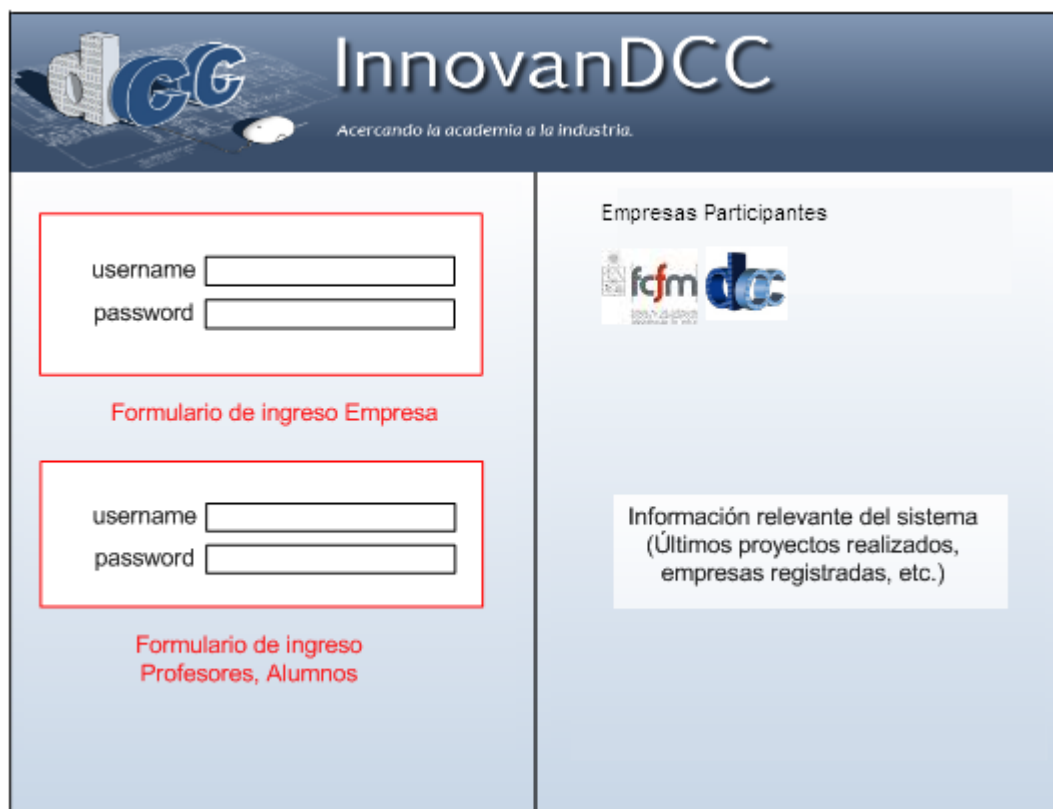 dcc
InnovanDCC
Acercando la academia a la industria.
username
password
Formulario de ingreso Empresa
username
password
Formulario de ingreso
Profesores, Alumnos
Empresas Participantes
fcfm
dcc
Información relevante del sistema
(Últimos proyectos realizados,
empresas registradas, etc.)